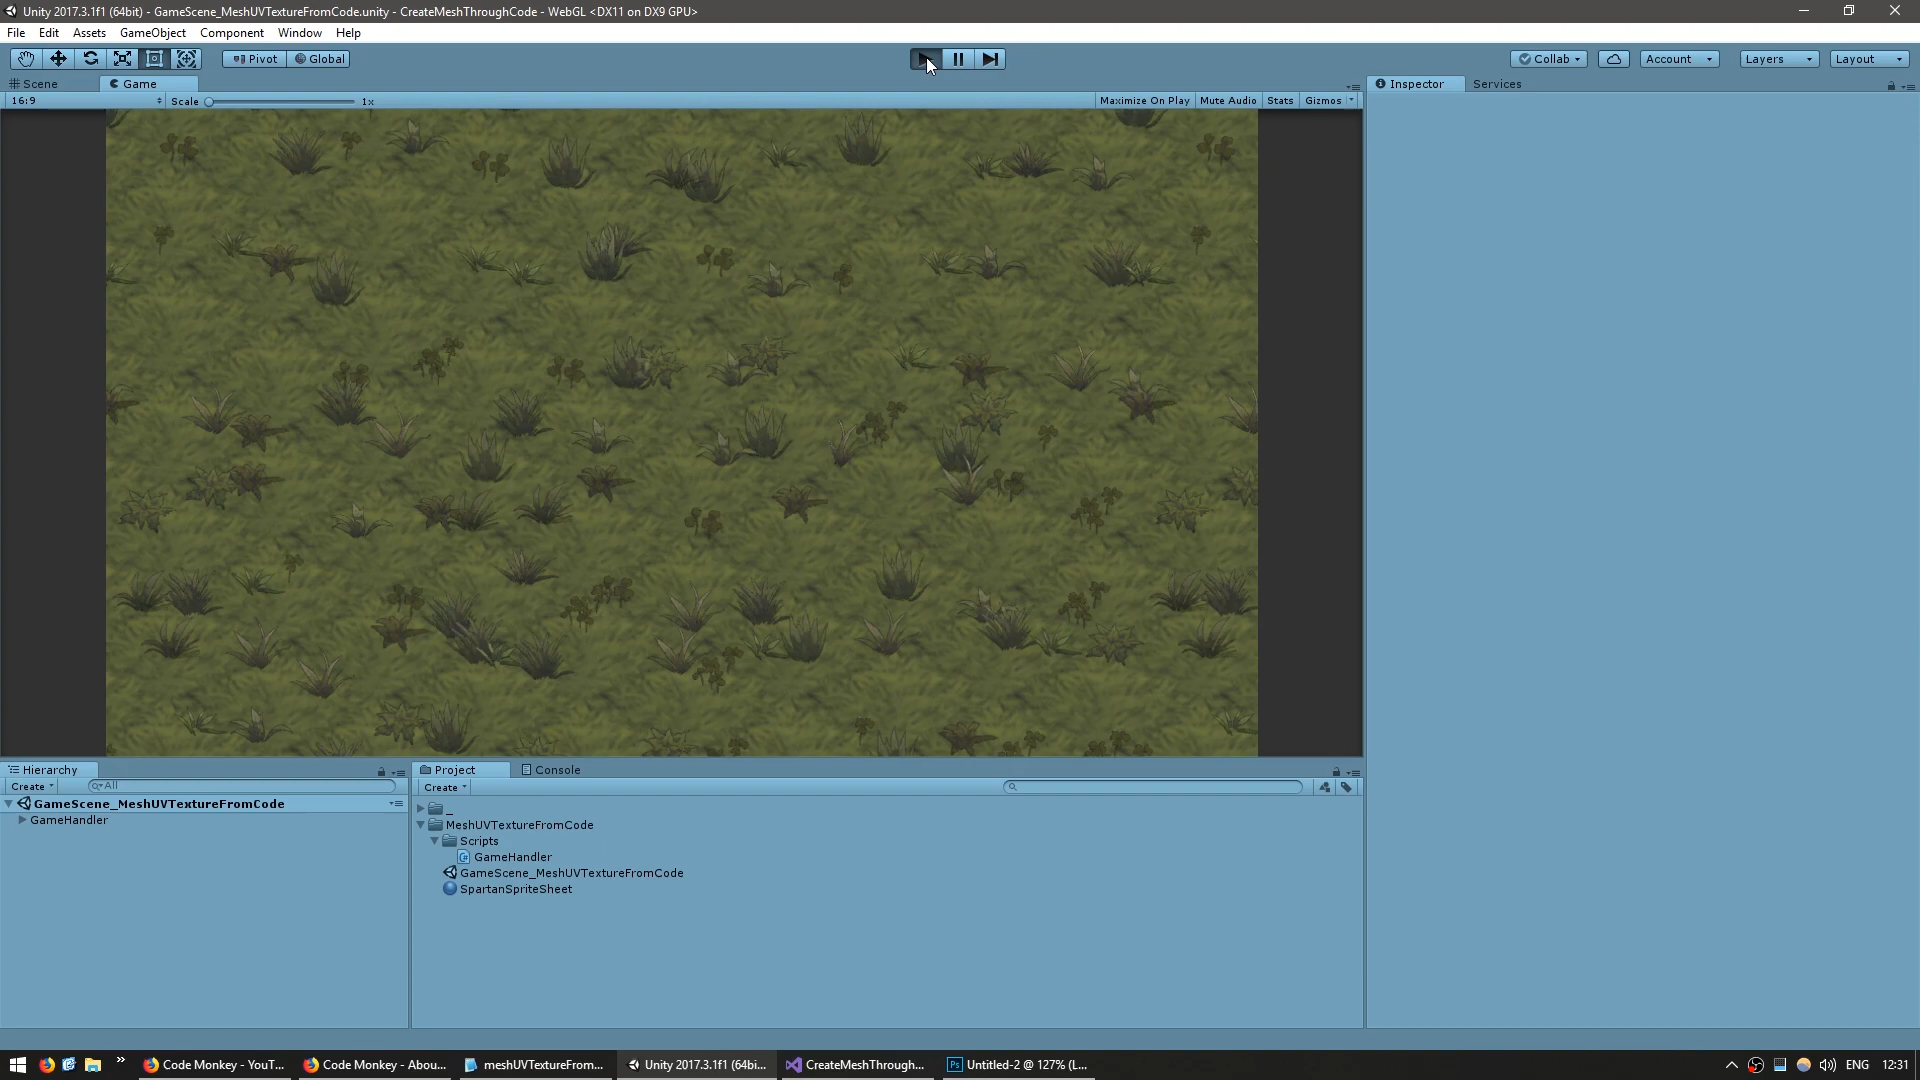 Unity 2017.3.1f1 (64bit) - GameScene_MeshUVTextureFromCode.unity - CreateMeshThroughCode - WebGL <DX11 on DX9 GPU>
File Edit Assets GameObject Component Window Help
Pivot Global Collab Account Layers Layout
Scene Game Inspector Services
16:9 Scale 1x Maximize On Play Mute Audio Stats Gizmos
Hierarchy Project Console
Create All Create
GameScene_MeshUVTextureFromCode
GameHandler
_
MeshUVTextureFromCode
Scripts
GameHandler
GameScene_MeshUVTextureFromCode
SpartanSpriteSheet
» Code Monkey - YouT... Code Monkey - Abou... meshUVTextureFrom... Unity 2017.3.1f1 (64bi... CreateMeshThrough... Ps Untitled-2 @ 127% (L... ENG 12:31